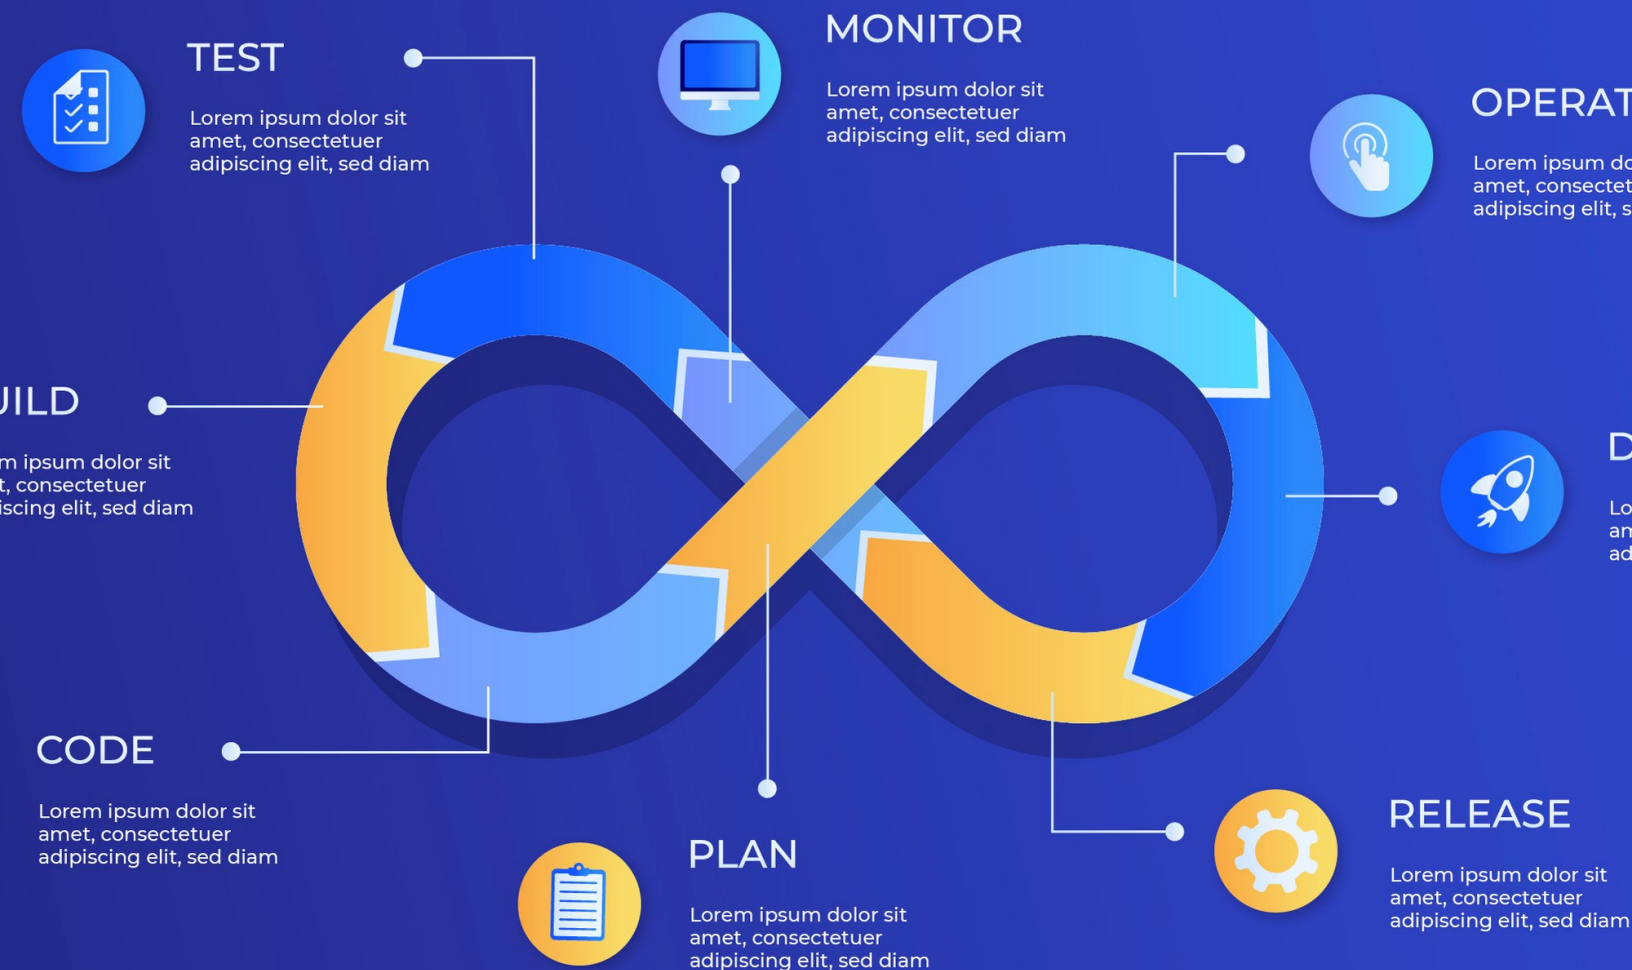 TEST
Lorem ipsum dolor sit
amet, consectetuer
adipiscing elit, sed diam
MONITOR
Lorem ipsum dolor sit
amet, consectetuer
adipiscing elit, sed diam
OPERAT
Lorem ipsum do
amet, consectet
adipiscing elit, s
UILD
m ipsum dolor sit
t, consectetuer
iscing elit, sed diam
D
Lo
am
ad
CODE
Lorem ipsum dolor sit
amet, consectetuer
adipiscing elit, sed diam
PLAN
Lorem ipsum dolor sit
amet, consectetuer
adipiscing elit, sed diam
RELEASE
Lorem ipsum dolor sit
amet, consectetuer
adipiscing elit, sed diam